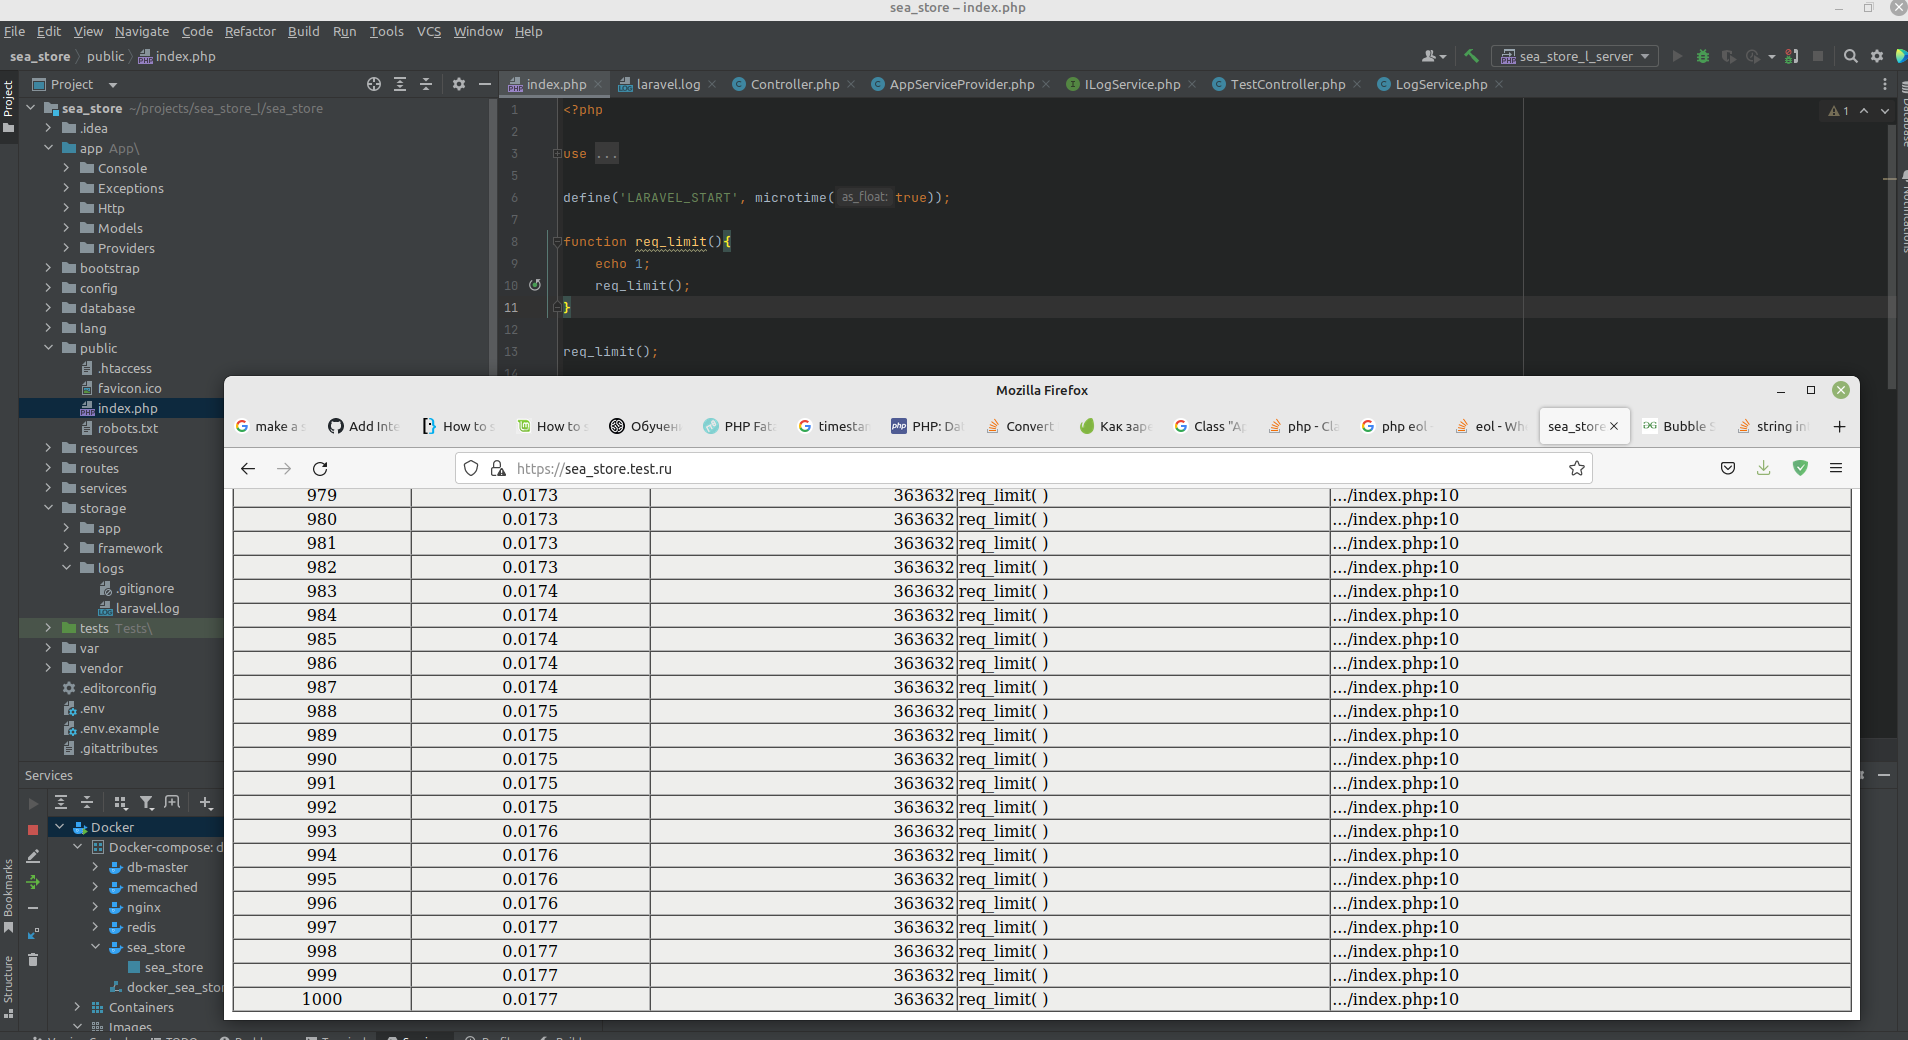 sea_store – index.php
File Edit View Navigate Code Refactor Build Run Tools VCS Window Help
sea_store public index.php
sea_store_l_server
Project
index.php
laravel.log
Controller.php
AppServiceProvider.php
ILogService.php
TestController.php
LogService.php
Project
sea_store ~/projects/sea_store_l/sea_store
.idea
app App\
Console
Exceptions
Http
Models
Providers
bootstrap
config
database
lang
public
.htaccess
favicon.ico
index.php
robots.txt
resources
routes
services
storage
app
framework
logs
.gitignore
laravel.log
tests Tests\
var
vendor
.editorconfig
.env
.env.example
.gitattributes
1 <?php
2
3 use ...
5
6 define('LARAVEL_START', microtime( as_float: true));
7
8 function req_limit(){
9 echo 1;
10 req_limit();
11 }
12
13 req_limit();
14
1
Notifications
Services
Docker
Docker-compose: d
db-master
memcached
nginx
redis
sea_store
sea_store
docker_sea_sto
Containers
Images
Bookmarks
Structure
Mozilla Firefox
make a s
Add Inte
How to s
How to s
Обучен
PHP Fata
timestam
PHP: Dat
Convert
Как заре
Class "Ap
php - Cla
php eol -
eol - Wh
sea_store
Bubble S
string in
https://sea_store.test.ru
979 0.0173 363632 req_limit( ) .../index.php:10
980 0.0173 363632 req_limit( ) .../index.php:10
981 0.0173 363632 req_limit( ) .../index.php:10
982 0.0173 363632 req_limit( ) .../index.php:10
983 0.0174 363632 req_limit( ) .../index.php:10
984 0.0174 363632 req_limit( ) .../index.php:10
985 0.0174 363632 req_limit( ) .../index.php:10
986 0.0174 363632 req_limit( ) .../index.php:10
987 0.0174 363632 req_limit( ) .../index.php:10
988 0.0175 363632 req_limit( ) .../index.php:10
989 0.0175 363632 req_limit( ) .../index.php:10
990 0.0175 363632 req_limit( ) .../index.php:10
991 0.0175 363632 req_limit( ) .../index.php:10
992 0.0175 363632 req_limit( ) .../index.php:10
993 0.0176 363632 req_limit( ) .../index.php:10
994 0.0176 363632 req_limit( ) .../index.php:10
995 0.0176 363632 req_limit( ) .../index.php:10
996 0.0176 363632 req_limit( ) .../index.php:10
997 0.0177 363632 req_limit( ) .../index.php:10
998 0.0177 363632 req_limit( ) .../index.php:10
999 0.0177 363632 req_limit( ) .../index.php:10
1000 0.0177 363632 req_limit( ) .../index.php:10